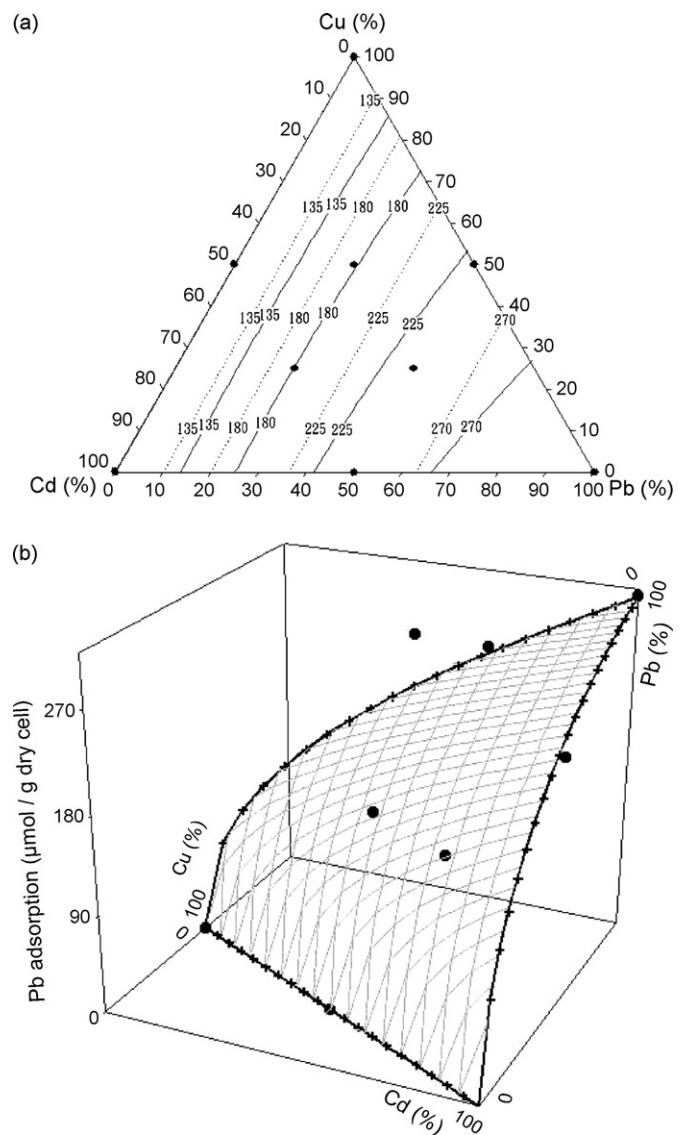 (a)
Cu (%)
0 100
10 135 90
20 80
30 70
40 135 135 180 180 225 60
50 50
60 40
135 135 180 180 225 225 270
70 30
80 20
90 135 135 180 180 225 225 270 270 10
100 0
Cd (%) Pb (%)
0 10 20 30 40 50 60 70 80 90 100
(b)
0
100
Pb (%)
270
180
90
0
Pb adsorption (µmol / g dry cell)
Cu (%)
100
0
Cd (%)
100
0